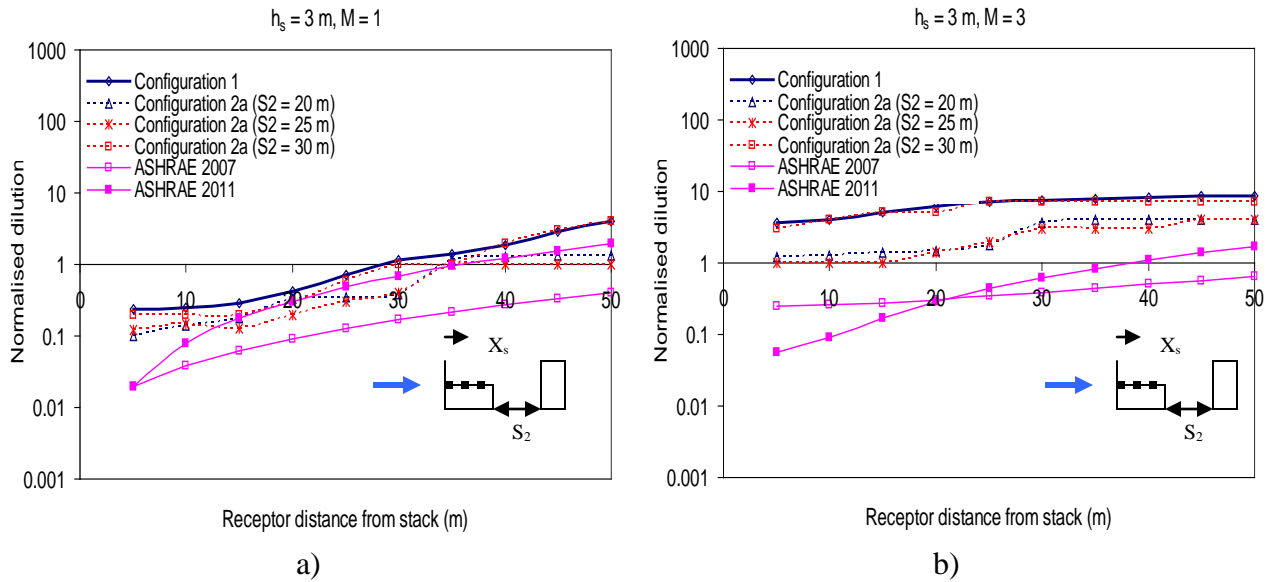 h_s = 3 m, M = 1
1000
100
10
1
0.1
0.01
0.001
Normalised dilution
Configuration 1
Configuration 2a (S2 = 20 m)
Configuration 2a (S2 = 25 m)
Configuration 2a (S2 = 30 m)
ASHRAE 2007
ASHRAE 2011
0 10 20 30 40 50
X_s
S_2
Receptor distance from stack (m)
a)
h_s = 3 m, M = 3
1000
100
10
1
0.1
0.01
0.001
Normalised dilution
Configuration 1
Configuration 2a (S2 = 20 m)
Configuration 2a (S2 = 25 m)
Configuration 2a (S2 = 30 m)
ASHRAE 2007
ASHRAE 2011
0 10 20 30 40 50
X_s
S_2
Receptor distance from stack (m)
b)